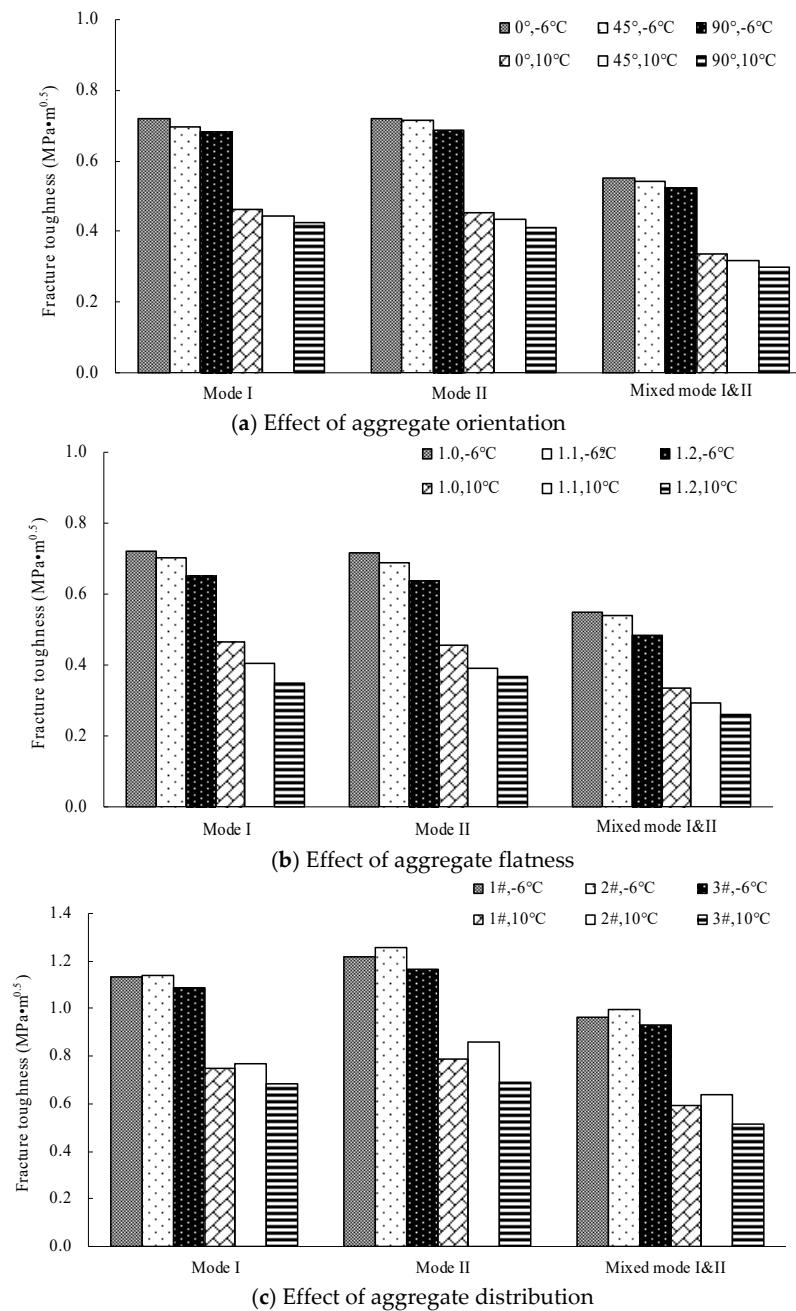 1.0
0°,-6℃ 45°,-6℃ 90°,-6℃
0°,10℃ 45°,10℃ 90°,10℃
0.8
0.6
0.4
0.2
0.0
Fracture toughness (MPa•m0.5)
Mode I Mode II Mixed mode I&II
(a) Effect of aggregate orientation
1.0
1.0,-6℃ 1.1,-6℃ 1.2,-6℃
1.0,10℃ 1.1,10℃ 1.2,10℃
0.8
0.6
0.4
0.2
0.0
Fracture toughness (MPa•m0.5)
Mode I Mode II Mixed mode I&II
(b) Effect of aggregate flatness
1#,-6℃ 2#,-6℃ 3#,-6℃
1#,10℃ 2#,10℃ 3#,10℃
1.4
1.2
1.0
0.8
0.6
0.4
0.2
0.0
Fracture toughness (MPa•m0.5)
Mode I Mode II Mixed mode I&II
(c) Effect of aggregate distribution